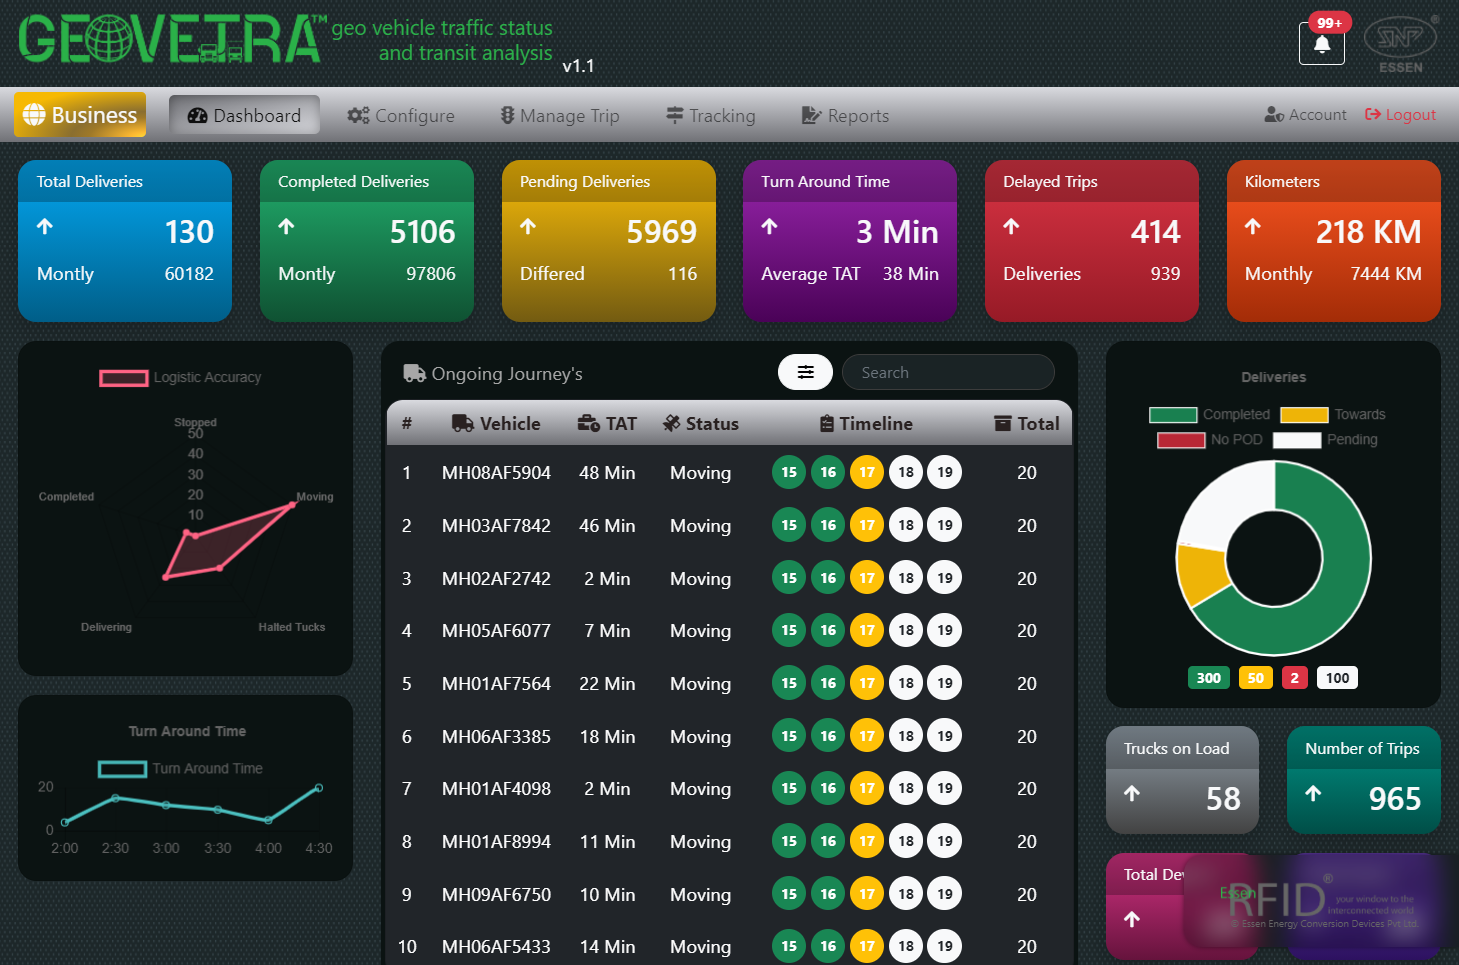 GEOVETRA™ geo vehicle traffic status
and transit analysis v1.1
99+
SNP®
ESSEN
Business Dashboard Configure Manage Trip Tracking Reports Account Logout
Total Deliveries
130
Montly 60182
Completed Deliveries
5106
Montly 97806
Pending Deliveries
5969
Differed 116
Turn Around Time
3 Min
Average TAT 38 Min
Delayed Trips
414
Deliveries 939
Kilometers
218 KM
Monthly 7444 KM
Logistic Accuracy
Stopped
50
40
30
20
10
Completed
Moving
Delivering
Halted Tucks
Turn Around Time
Turn Around Time
20
0
2:00 2:30 3:00 3:30 4:00 4:30
Ongoing Journey's Search
# Vehicle TAT Status Timeline Total
1 MH08AF5904 48 Min Moving 15 16 17 18 19 20
2 MH03AF7842 46 Min Moving 15 16 17 18 19 20
3 MH02AF2742 2 Min Moving 15 16 17 18 19 20
4 MH05AF6077 7 Min Moving 15 16 17 18 19 20
5 MH01AF7564 22 Min Moving 15 16 17 18 19 20
6 MH06AF3385 18 Min Moving 15 16 17 18 19 20
7 MH01AF4098 2 Min Moving 15 16 17 18 19 20
8 MH01AF8994 11 Min Moving 15 16 17 18 19 20
9 MH09AF6750 10 Min Moving 15 16 17 18 19 20
10 MH06AF5433 14 Min Moving 15 16 17 18 19 20
Deliveries
Completed Towards
No POD Pending
300 50 2 100
Trucks on Load
58
Number of Trips
965
Total De
Essen RFID® your window to the
interconnected world
© Essen Energy Conversion Devices Pvt Ltd.